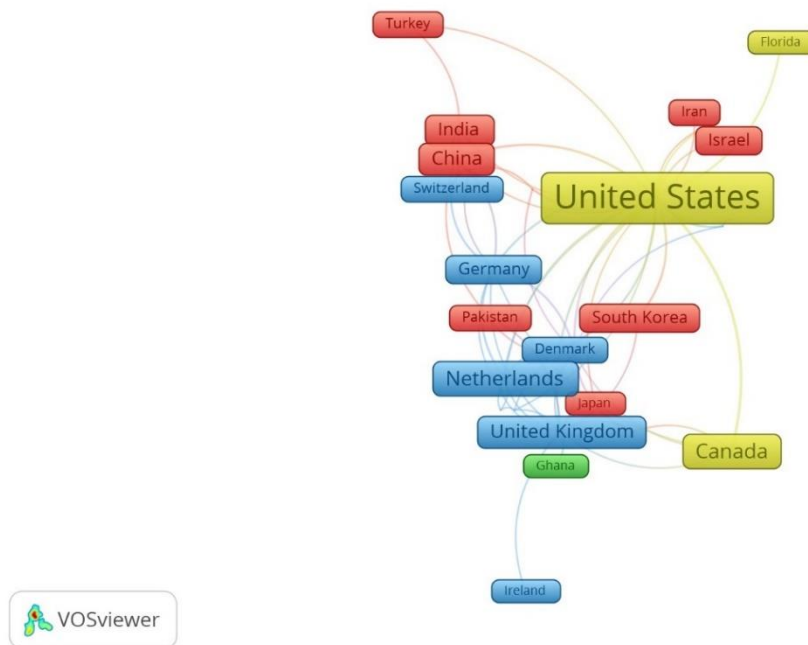 Turkey
Florida
Iran
India
Israel
China
Switzerland
United States
Germany
Pakistan
South Korea
Denmark
Netherlands
Japan
United Kingdom
Canada
Ghana
Ireland
VOSviewer